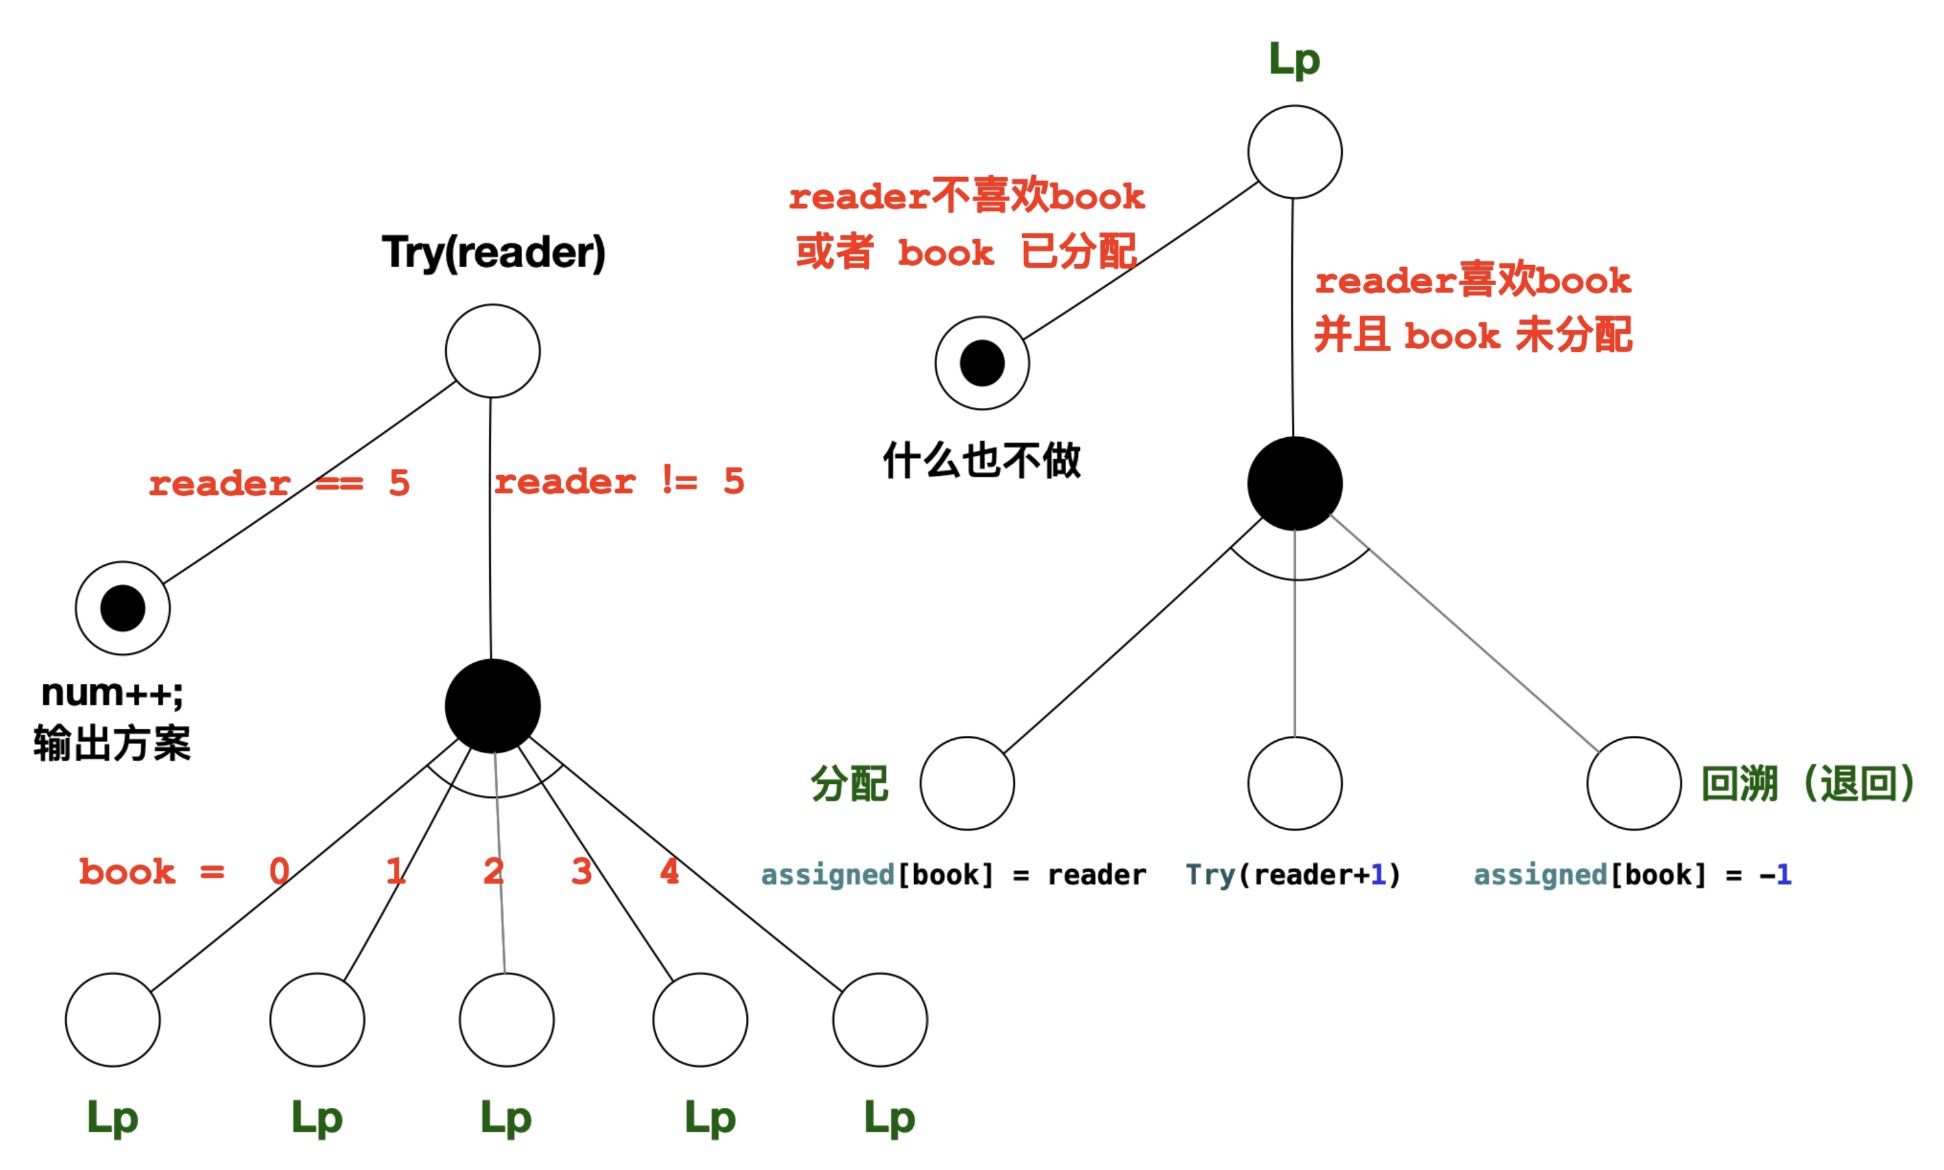 Try(reader)
reader == 5
reader != 5
num++;
输出方案
book = 0 1 2 3 4
Lp Lp Lp Lp Lp
Lp
reader不喜欢book
或者 book 已分配
reader喜欢book
并且 book 未分配
什么也不做
分配
回溯（退回）
assigned[book] = reader
Try(reader+1)
assigned[book] = -1